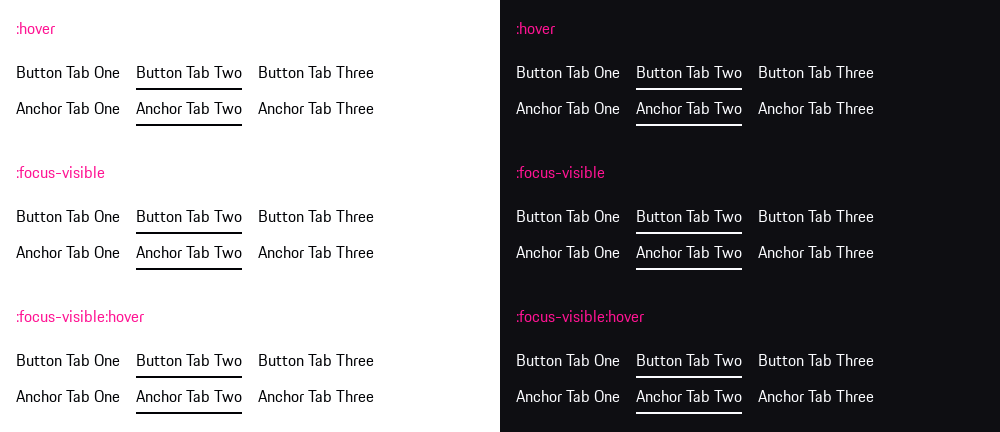 :hover
Button Tab One Button Tab Two Button Tab Three
Anchor Tab One Anchor Tab Two Anchor Tab Three
:focus-visible
Button Tab One Button Tab Two Button Tab Three
Anchor Tab One Anchor Tab Two Anchor Tab Three
:focus-visible:hover
Button Tab One Button Tab Two Button Tab Three
Anchor Tab One Anchor Tab Two Anchor Tab Three
:hover
Button Tab One Button Tab Two Button Tab Three
Anchor Tab One Anchor Tab Two Anchor Tab Three
:focus-visible
Button Tab One Button Tab Two Button Tab Three
Anchor Tab One Anchor Tab Two Anchor Tab Three
:focus-visible:hover
Button Tab One Button Tab Two Button Tab Three
Anchor Tab One Anchor Tab Two Anchor Tab Three